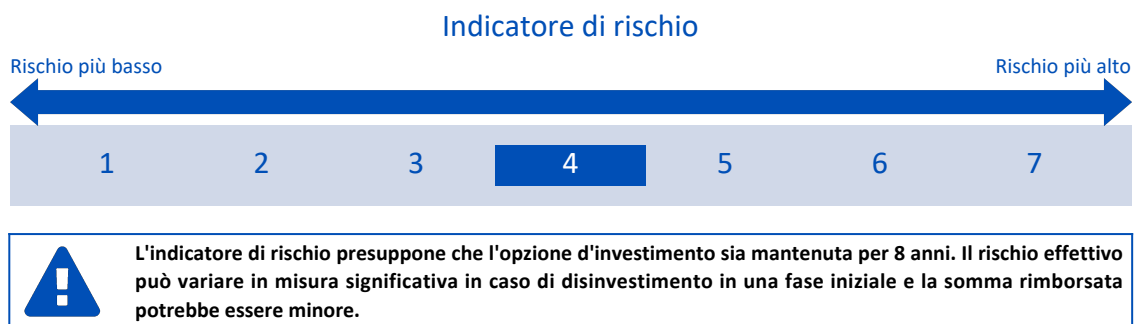 Indicatore di rischio
Rischio più basso Rischio più alto
1 2 3 4 5 6 7
L'indicatore di rischio presuppone che l'opzione d'investimento sia mantenuta per 8 anni. Il rischio effettivo
può variare in misura significativa in caso di disinvestimento in una fase iniziale e la somma rimborsata
potrebbe essere minore.